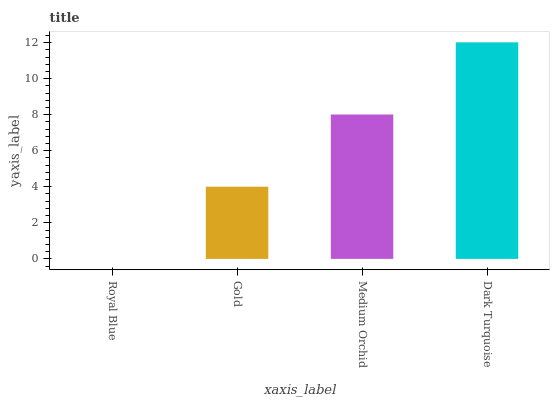 title
12
10
8
6
4
2
0
yaxis_label
Royal Blue
Gold
Medium Orchid
Dark Turquoise
xaxis_label